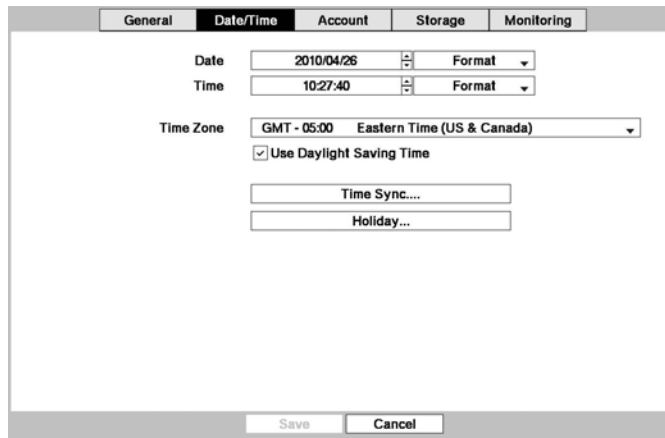 General Date/Time Account Storage Monitoring
Date 2010/04/26 Format
Time 10:27:40 Format
Time Zone GMT - 05:00 Eastern Time (US & Canada)
Use Daylight Saving Time
Time Sync....
Holiday...
Save Cancel